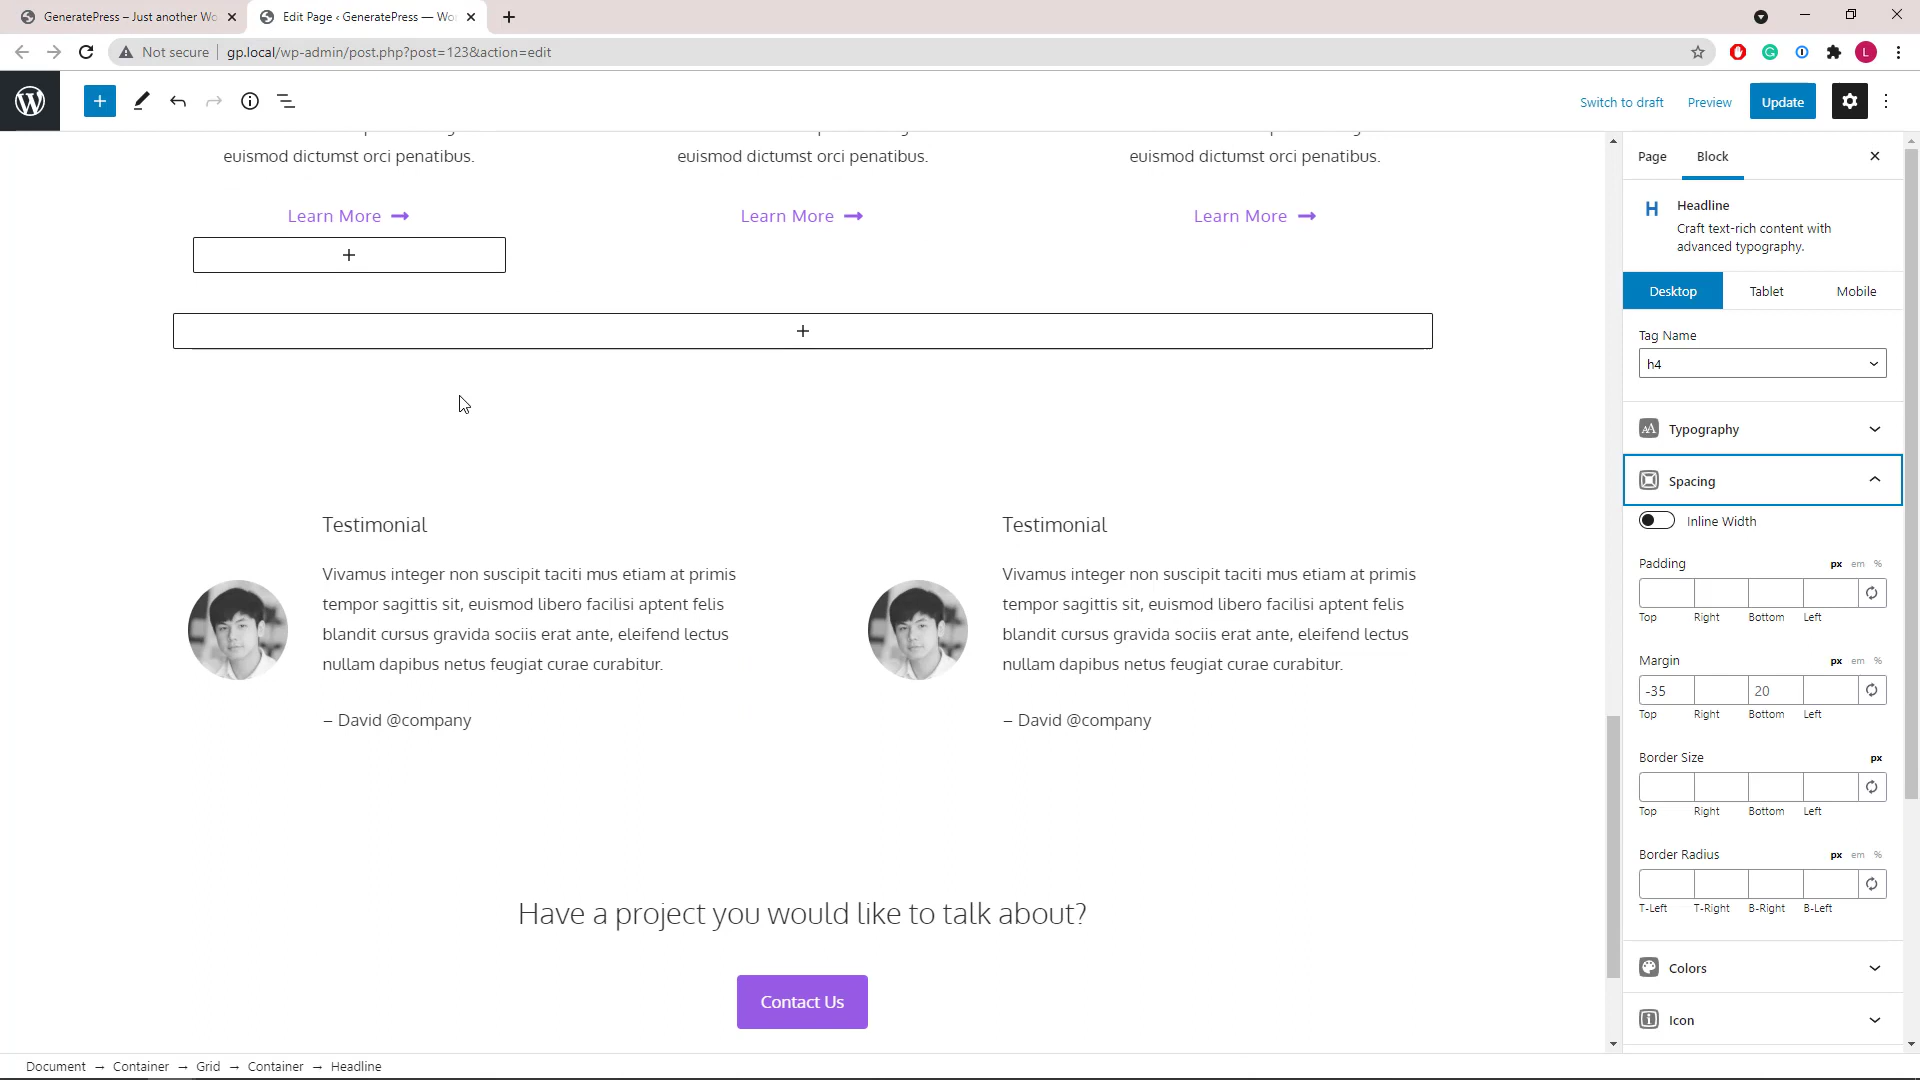 GeneratePress – Just another Wo
Edit Page ‹ GeneratePress — Wor
Not secure
gp.local/wp-admin/post.php?post=123&action=edit
L
Switch to draft
Preview
Update
euismod dictumst orci penatibus.
euismod dictumst orci penatibus.
euismod dictumst orci penatibus.
Learn More
Learn More
Learn More
Testimonial
Vivamus integer non suscipit taciti mus etiam at primis
tempor sagittis sit, euismod libero facilisi aptent felis
blandit cursus gravida sociis erat ante, eleifend lectus
nullam dapibus netus feugiat curae curabitur.
– David @company
Testimonial
Vivamus integer non suscipit taciti mus etiam at primis
tempor sagittis sit, euismod libero facilisi aptent felis
blandit cursus gravida sociis erat ante, eleifend lectus
nullam dapibus netus feugiat curae curabitur.
– David @company
Have a project you would like to talk about?
Contact Us
Page
Block
H
Headline
Craft text-rich content with
advanced typography.
Desktop
Tablet
Mobile
Tag Name
h4
Typography
Spacing
Inline Width
Padding
px em %
Top Right Bottom Left
Margin
px em %
-35 20
Top Right Bottom Left
Border Size
px
Top Right Bottom Left
Border Radius
px em %
T-Left T-Right B-Right B-Left
Colors
Icon
Document → Container → Grid → Container → Headline